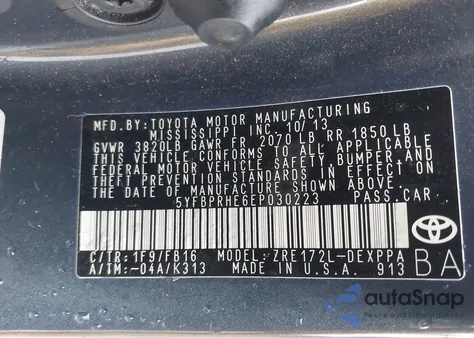 MFD. BY: TOYOTA MOTOR MANUFACTURING
MISSISSIPPI INC. 10/13
GVWR 3820LB GAWR FR 2070 LB RR 1850 LB
THIS VEHICLE CONFORMS TO ALL APPLICABLE
FEDERAL MOTOR VEHICLE SAFETY, BUMPER, AND
THEFT PREVENTION STANDARDS IN EFFECT ON
THE DATE OF MANUFACTURE SHOWN ABOVE.
5YFBPRHE6EP030223 PASS.CAR
C/TR: 1F9/FB16 MODEL: ZRE172L-DEXPPA
A/TM: -04A/K313 MADE IN U.S.A. 913
TOYOTA
BA
autoSnap